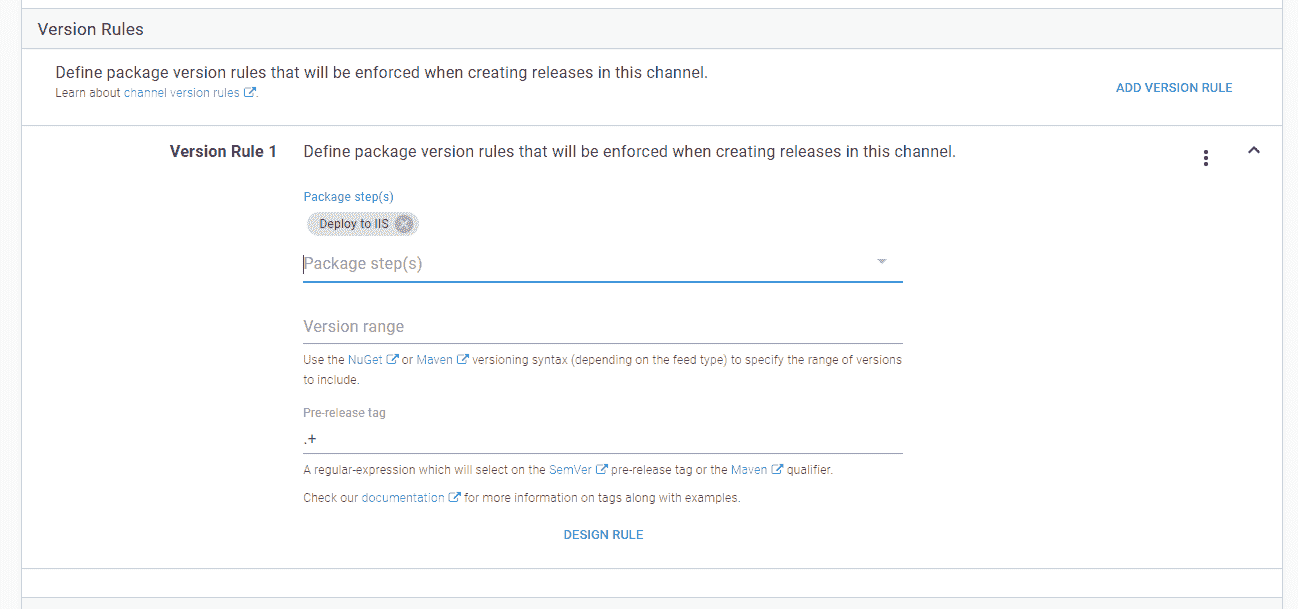 Version Rules
Define package version rules that will be enforced when creating releases in this channel.
Learn about channel version rules.
ADD VERSION RULE
Version Rule 1 Define package version rules that will be enforced when creating releases in this channel.
Package step(s)
Deploy to IIS
Package step(s)
Version range
Use the NuGet or Maven versioning syntax (depending on the feed type) to specify the range of versions
to include.
Pre-release tag
.+
A regular-expression which will select on the SemVer pre-release tag or the Maven qualifier.
Check our documentation for more information on tags along with examples.
DESIGN RULE